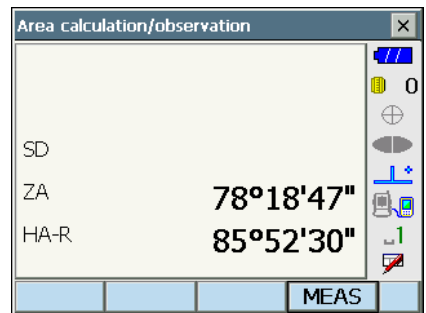 Area calculation/observation
0
SD
ZA 78°18'47"
HA-R 85°52'30"
1
MEAS